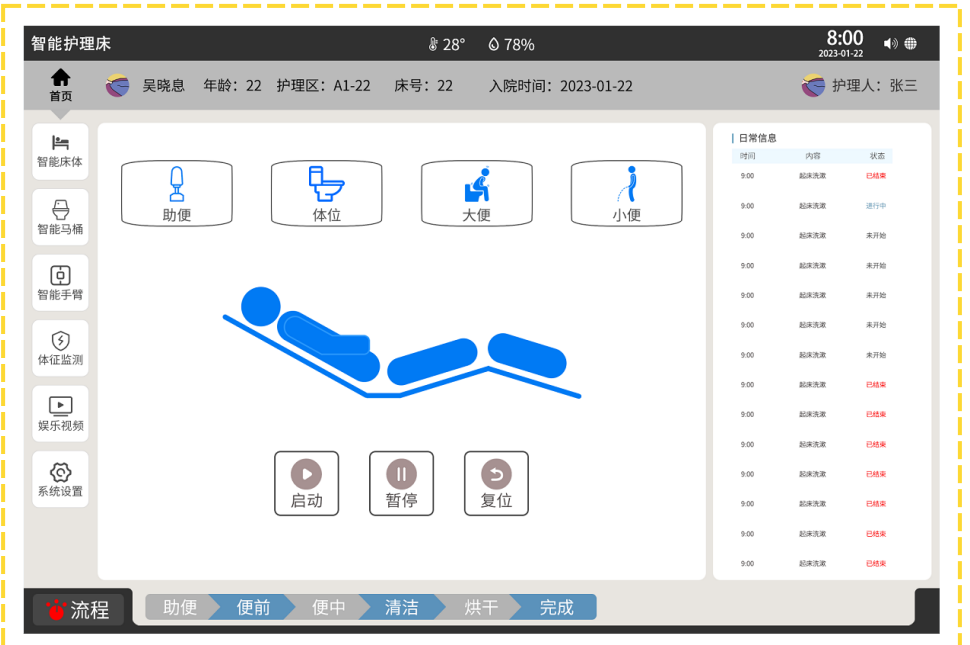 智能护理床 28° 78% 8:00
2023-01-22
首页 吴晓息 年龄：22 护理区：A1-22 床号：22 入院时间：2023-01-22 护理人：张三
智能床体
智能马桶
智能手臂
体征监测
娱乐视频
系统设置
助便 体位 大便 小便
启动 暂停 复位
日常信息
时间 内容 状态
9:00 起床洗漱 已结束
9:00 起床洗漱 进行中
9:00 起床洗漱 未开始
9:00 起床洗漱 未开始
9:00 起床洗漱 未开始
9:00 起床洗漱 未开始
9:00 起床洗漱 未开始
9:00 起床洗漱 已结束
9:00 起床洗漱 已结束
9:00 起床洗漱 已结束
9:00 起床洗漱 已结束
9:00 起床洗漱 已结束
9:00 起床洗漱 已结束
9:00 起床洗漱 已结束
流程 助便 便前 便中 清洁 烘干 完成